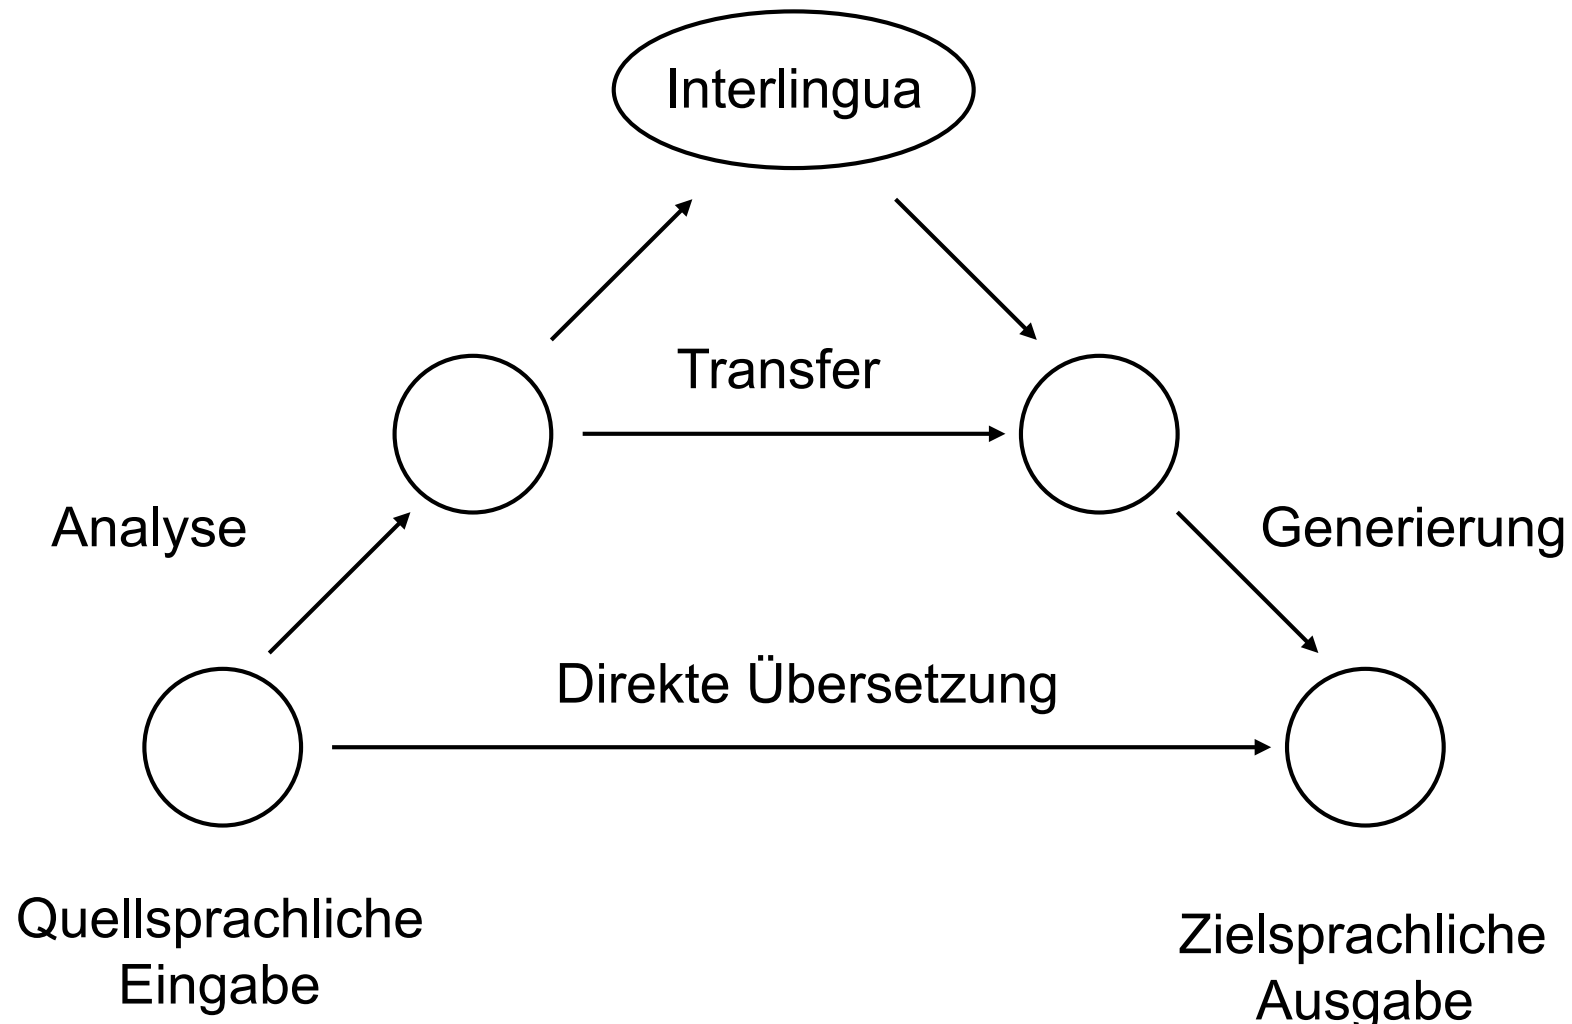 Interlingua
Transfer
Analyse
Generierung
Direkte Übersetzung
Quellsprachliche
Eingabe
Zielsprachliche
Ausgabe